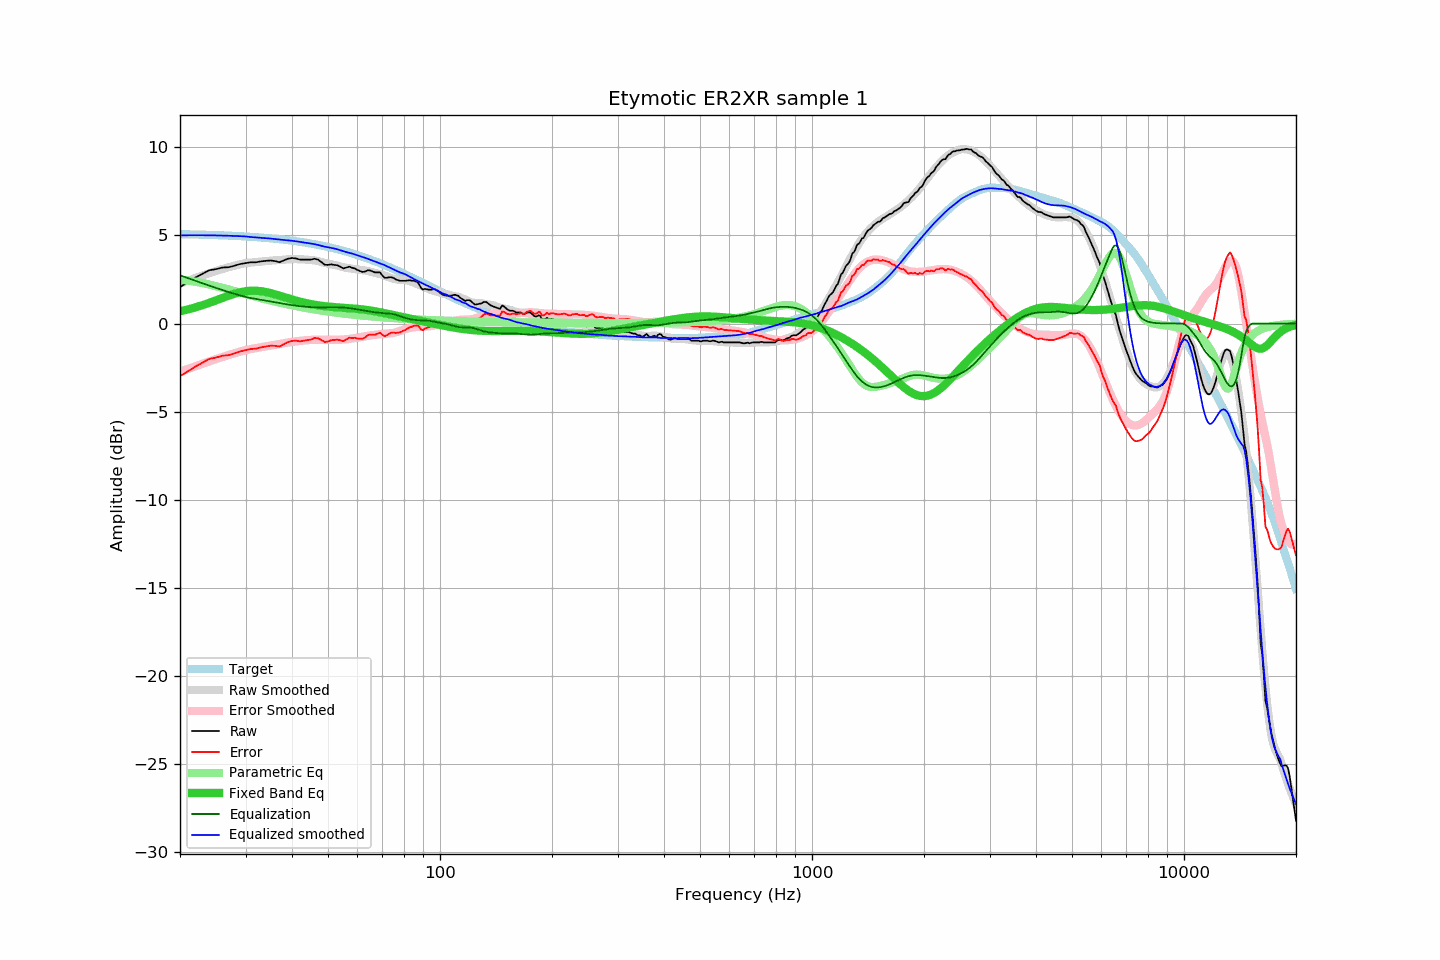 Etymotic ER2XR sample 1
10
5
0
−5
−10
−15
−20
−25
−30
Amplitude (dBr)
Target
Raw Smoothed
Error Smoothed
Raw
Error
Parametric Eq
Fixed Band Eq
Equalization
Equalized smoothed
100
1000
10000
Frequency (Hz)